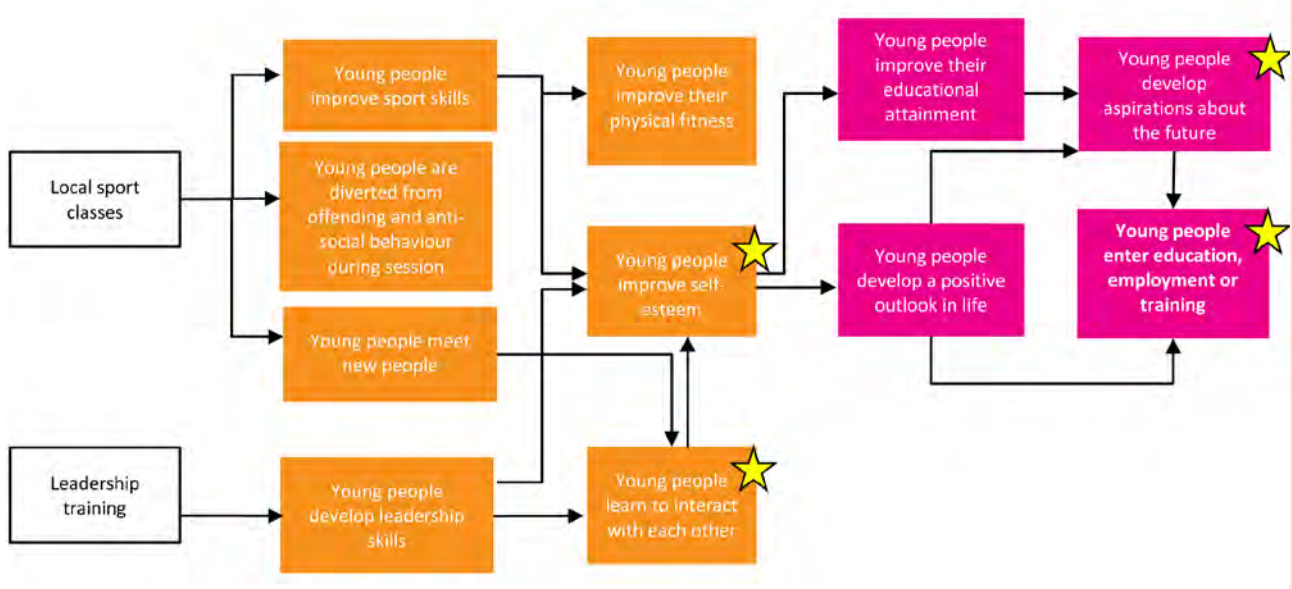 Local sport
classes
Leadership
training
Young people
improve sport skills
Young people are
diverted from
offending and anti-
social behaviour
during session
Young people meet
new people
Young people
develop leadership
skills
Young people
improve their
physical fitness
Young people
improve self-
esteem
Young people
learn to interact
with each other
Young people
improve their
educational
attainment
Young people
develop a positive
outlook in life
Young people
develop
aspirations about
the future
Young people
enter education,
employment or
training